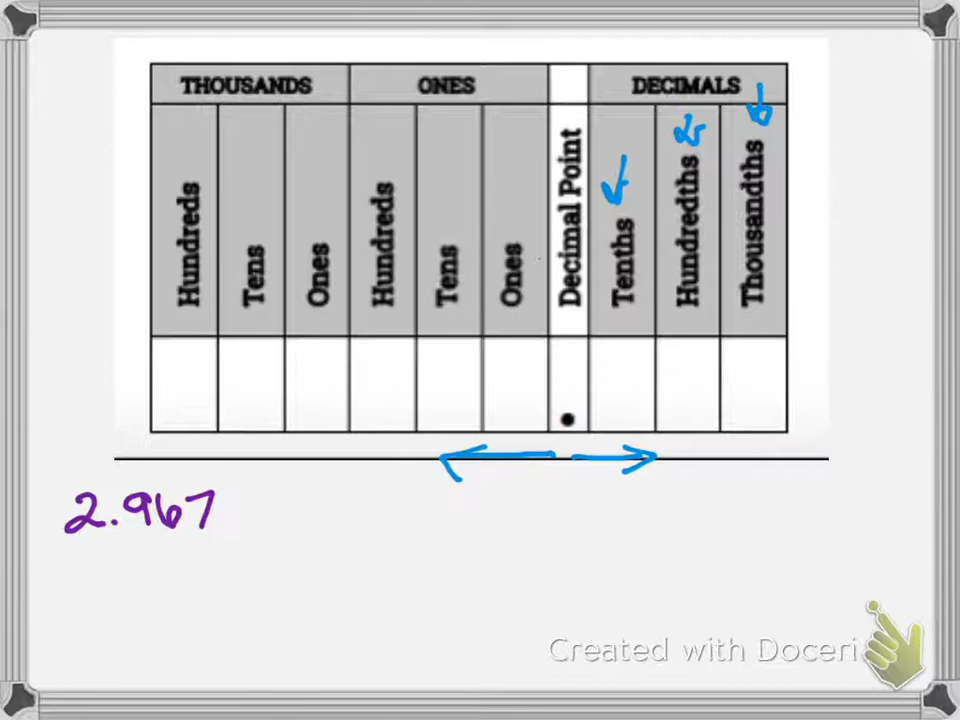 THOUSANDS ONES DECIMALS
Hundreds Tens Ones Hundreds Tens Ones Decimal Point Tenths Hundredths Thousandths
.
2.967
Created with Doceri